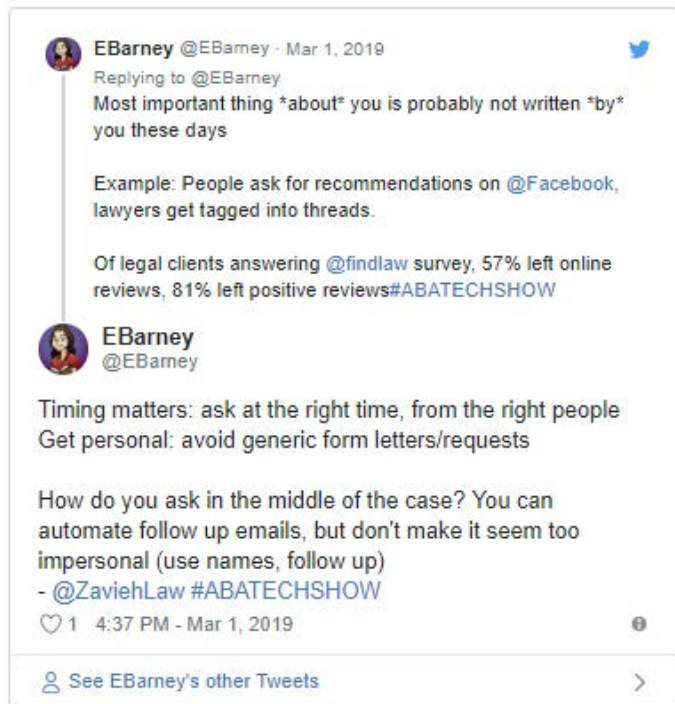 EBarney @EBarney · Mar 1, 2019
Replying to @EBarney
Most important thing *about* you is probably not written *by*
you these days
Example: People ask for recommendations on @Facebook,
lawyers get tagged into threads.
Of legal clients answering @findlaw survey, 57% left online
reviews, 81% left positive reviews#ABATECHSHOW
EBarney
@EBarney
Timing matters: ask at the right time, from the right people
Get personal: avoid generic form letters/requests
How do you ask in the middle of the case? You can
automate follow up emails, but don't make it seem too
impersonal (use names, follow up)
- @ZaviehLaw #ABATECHSHOW
1 4:37 PM - Mar 1, 2019
See EBarney's other Tweets